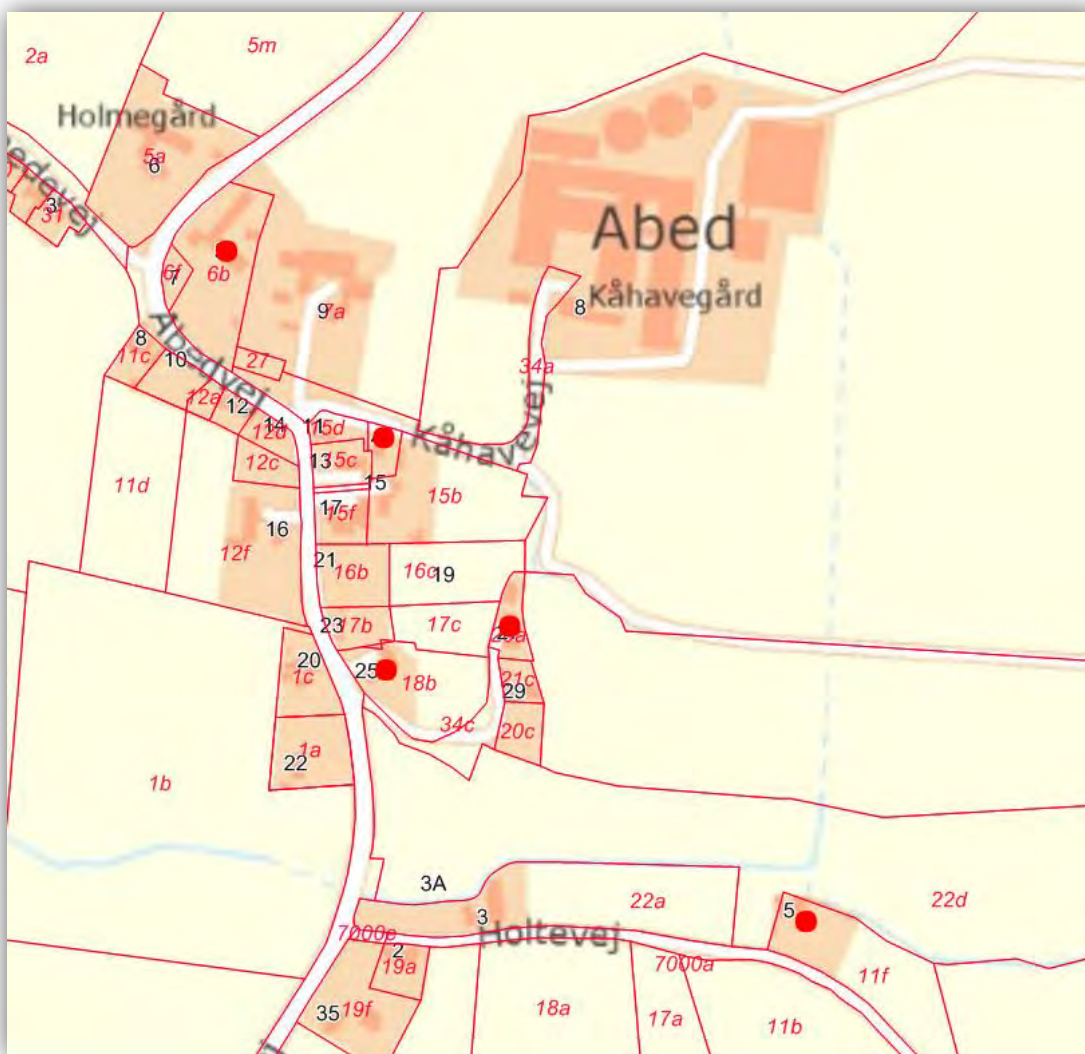 5m
2a
Holmegård
5a
6
3
31
Abed
Kåhavegård
8
6f
7
6b
9
7a
34a
8
11c
10
Abedvej
27
12a
12
12d
14
11
15d
Kåhavevej
13
15c
12c
15
15b
11d
17
15f
16
12f
21
16b
16c
19
23
17b
17c
20
1c
25
18b
21c
29
34c
20c
22
1a
1b
3A
3
22a
5
22d
7000p
Holtevej
2
19a
7000a
11f
35
19f
18a
17a
11b